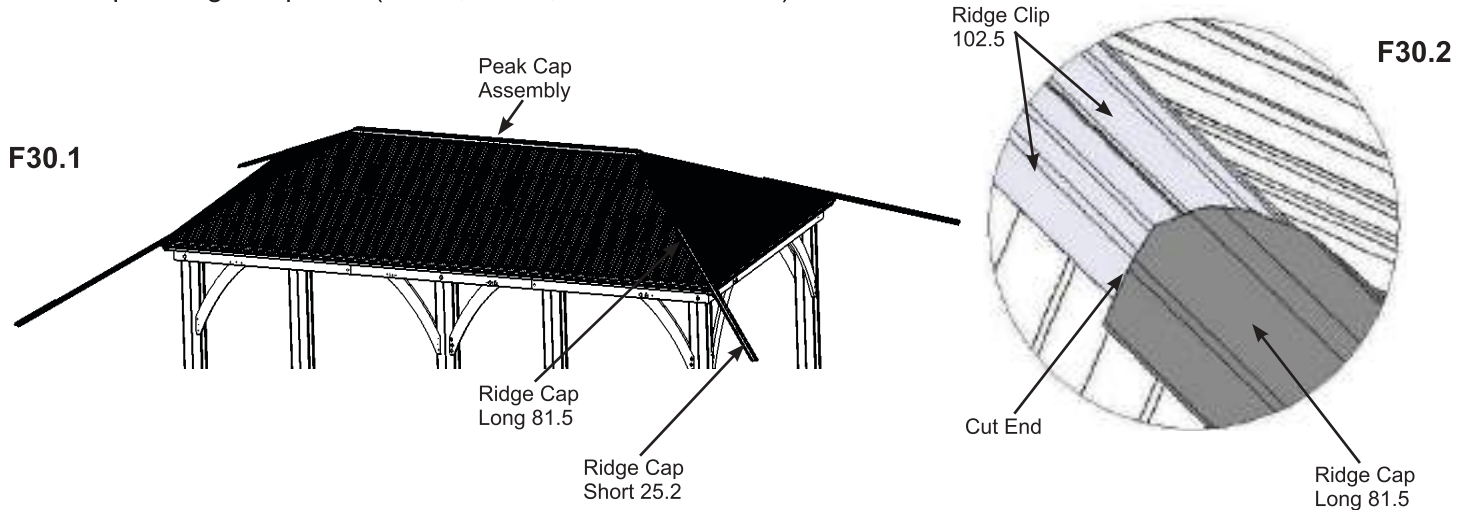 F30.1
Peak Cap
Assembly
Ridge Cap
Long 81.5
Ridge Cap
Short 25.2
Ridge Clip
102.5
F30.2
Cut End
Ridge Cap
Long 81.5